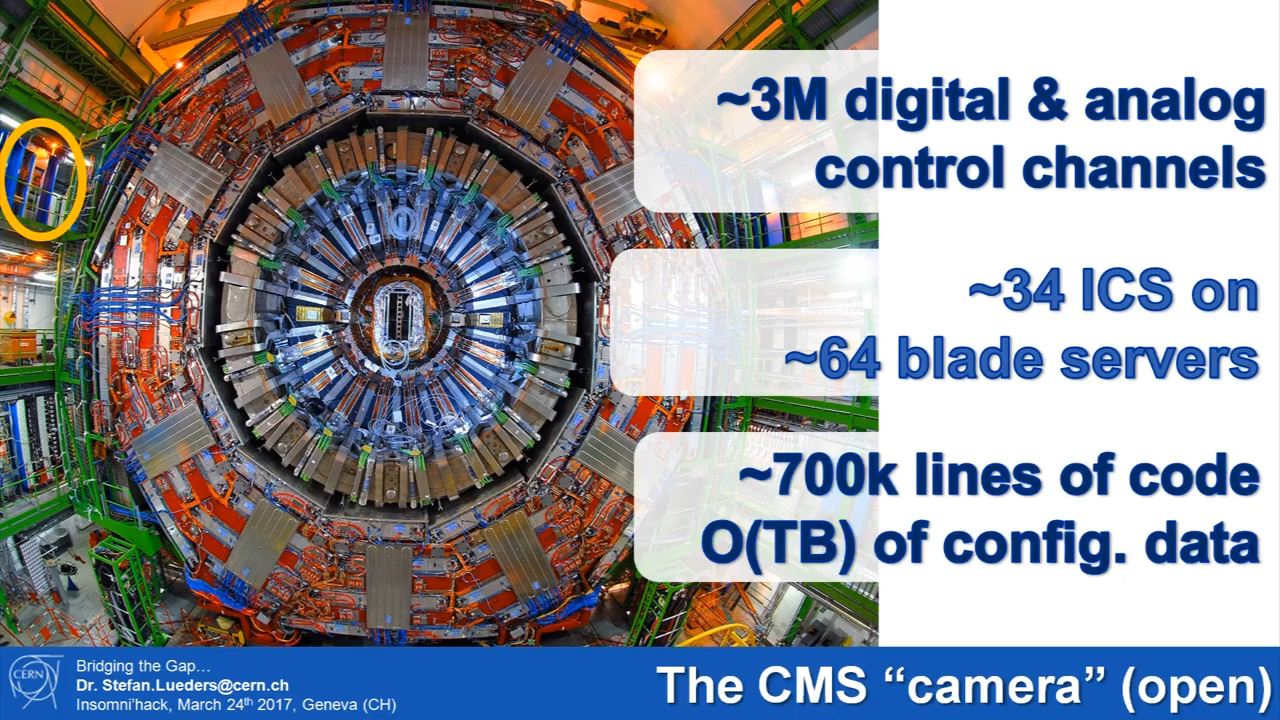 ~3M digital & analog
control channels
~34 ICS on
~64 blade servers
~700k lines of code
O(TB) of config. data
CERN
Bridging the Gap…
Dr. Stefan.Lueders@cern.ch
Insomni’hack, March 24th 2017, Geneva (CH)
The CMS “camera” (open)